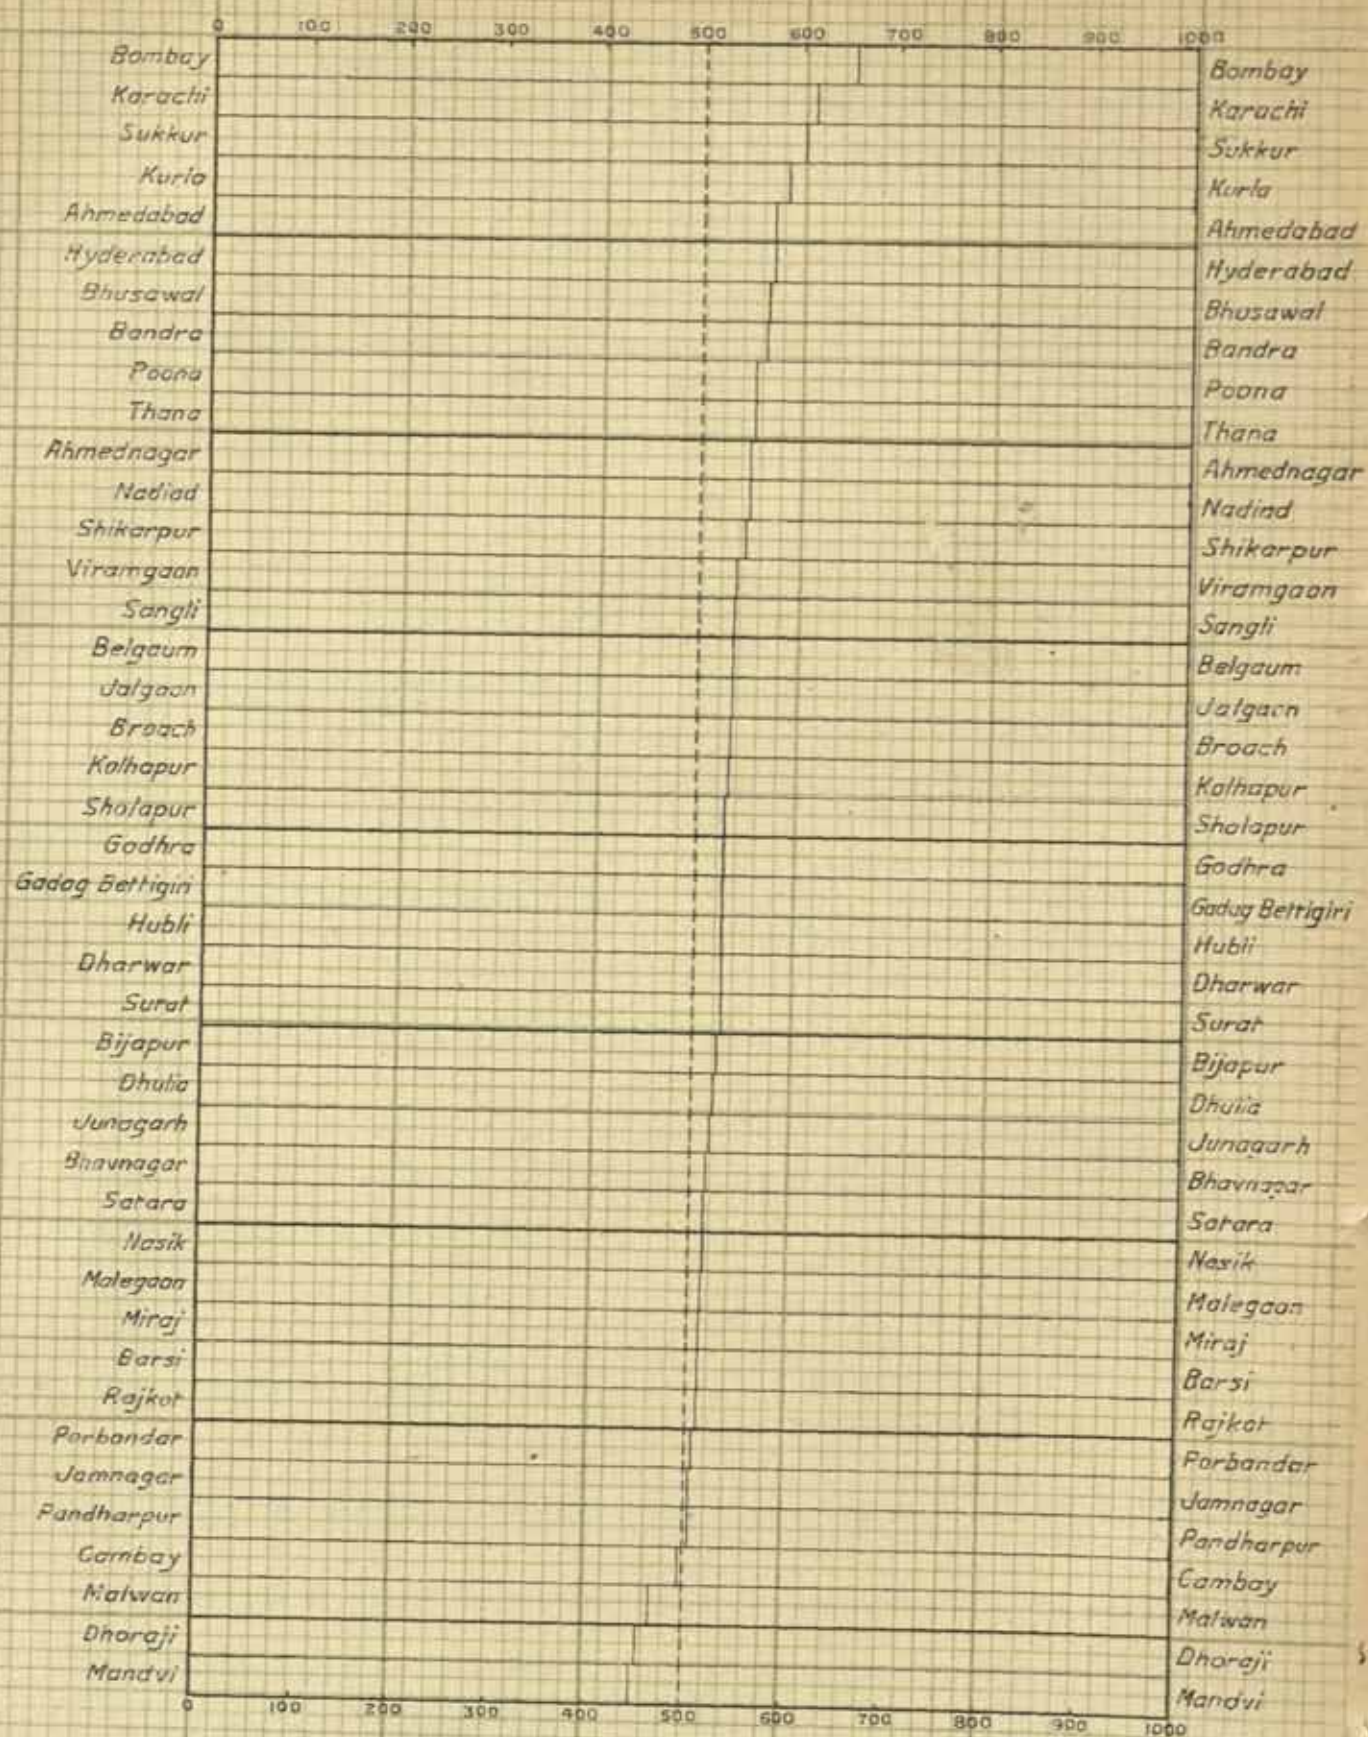 0 100 200 300 400 500 600 700 800 900 1000
Bombay Bombay
Karachi Karachi
Sukkur Sukkur
Kurla Kurla
Ahmedabad Ahmedabad
Hyderabad Hyderabad
Bhusawal Bhusawal
Bandra Bandra
Poona Poona
Thana Thana
Ahmednagar Ahmednagar
Nadiad Nadiad
Shikarpur Shikarpur
Viramgaon Viramgaon
Sangli Sangli
Belgaum Belgaum
Jalgaon Jalgaon
Broach Broach
Kolhapur Kolhapur
Sholapur Sholapur
Godhra Godhra
Gadag Bettigiri Gadag Bettigiri
Hubli Hubli
Dharwar Dharwar
Surat Surat
Bijapur Bijapur
Dhulia Dhulia
Junagarh Junagarh
Bhavnagar Bhavnagar
Satara Satara
Nasik Nasik
Malegaon Malegaon
Miraj Miraj
Barsi Barsi
Rajkot Rajkot
Porbandar Porbandar
Jamnagar Jamnagar
Pandharpur Pandharpur
Cambay Cambay
Malwan Malwan
Dhoraji Dhoraji
Mandvi Mandvi
0 100 200 300 400 500 600 700 800 900 1000